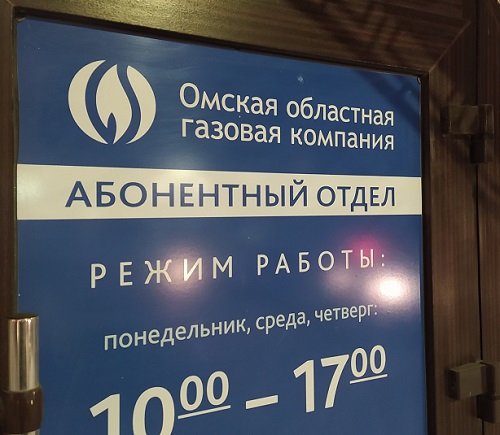 Омская областная
газовая компания
АБОНЕНТНЫЙ ОТДЕЛ
РЕЖИМ РАБОТЫ:
понедельник, среда, четверг:
10⁰⁰ – 17⁰⁰